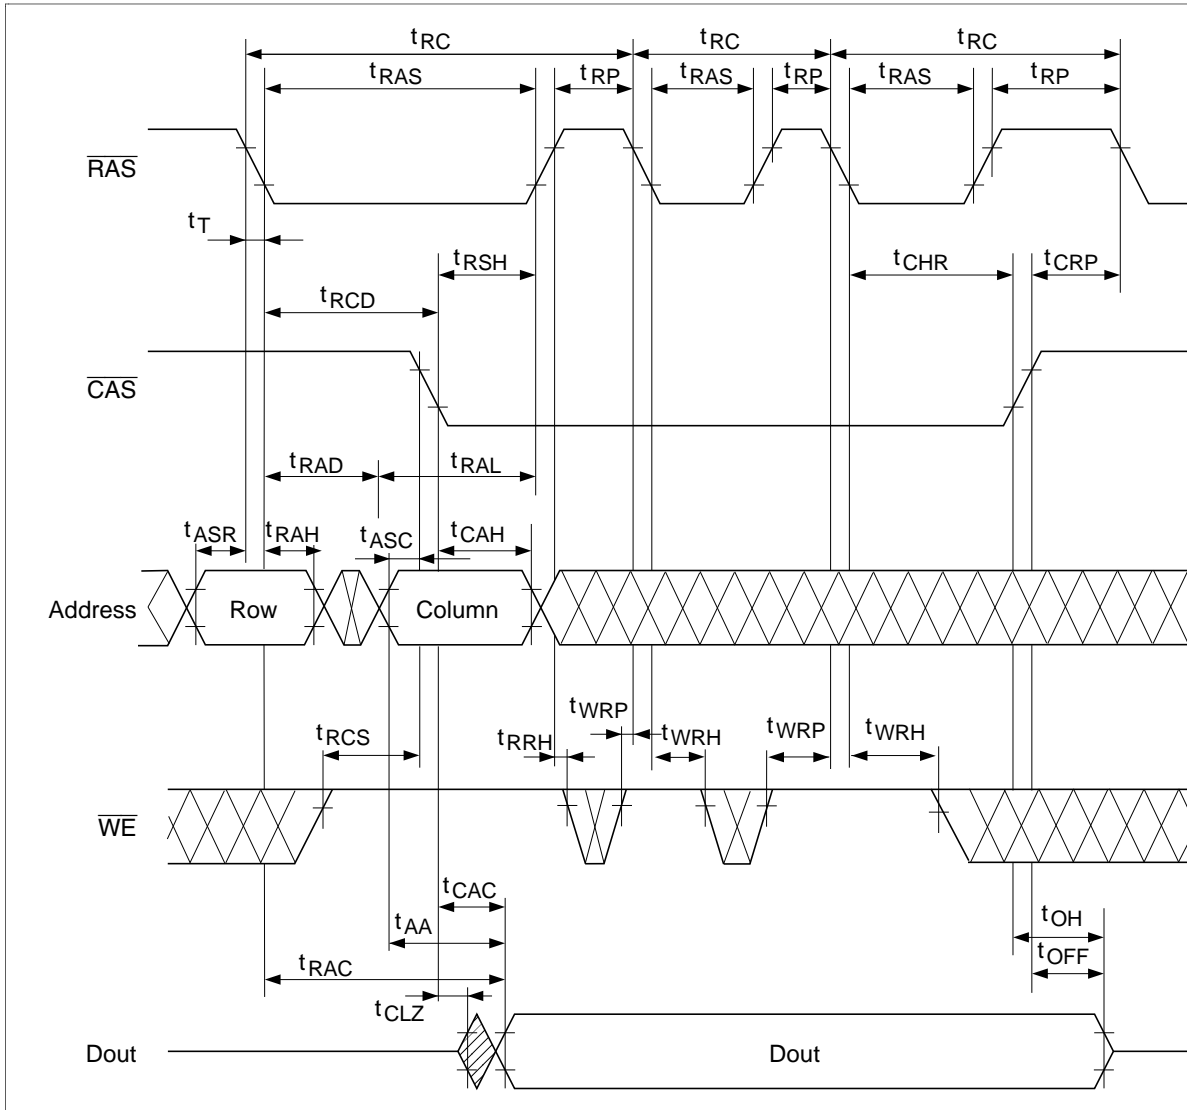 tRC tRC tRC
tRAS tRP tRAS tRP tRAS tRP
RAS
tT
tRSH tCHR tCRP
tRCD
CAS
tRAD tRAL
tASR tRAH tASC tCAH
Address Row Column
tRCS tRRH tWRP tWRH tWRP tWRH
WE
tCAC
tAA tOH
tRAC tOFF
tCLZ
Dout Dout